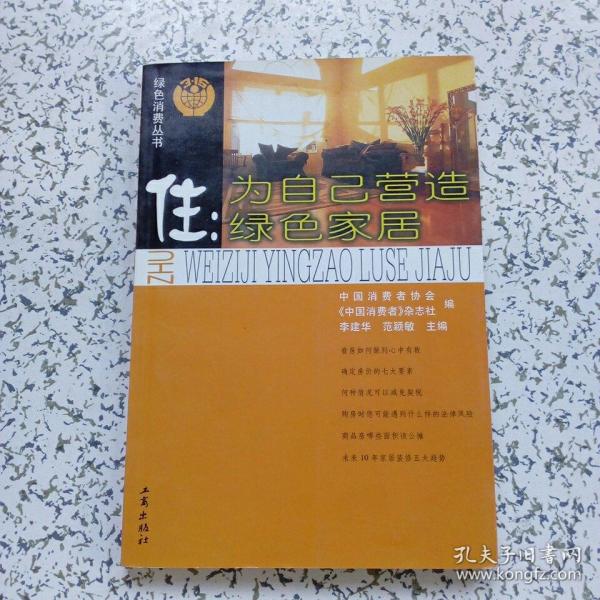 绿色消费丛书
3·15
住:
为自己营造
绿色家居
ZHU
WEIZIJI YINGZAO LUSE JIAJU
中国消费者协会
《中国消费者》杂志社
编
李建华 范颖敏 主编
看房如何做到心中有数
确定房价的七大要素
何种情况可以减免契税
购房时您可能遇到什么样的法律风险
商品房哪些面积该公摊
未来10年家居装修五大趋势
工商出版社
孔夫子旧书网
www.kongfz.com